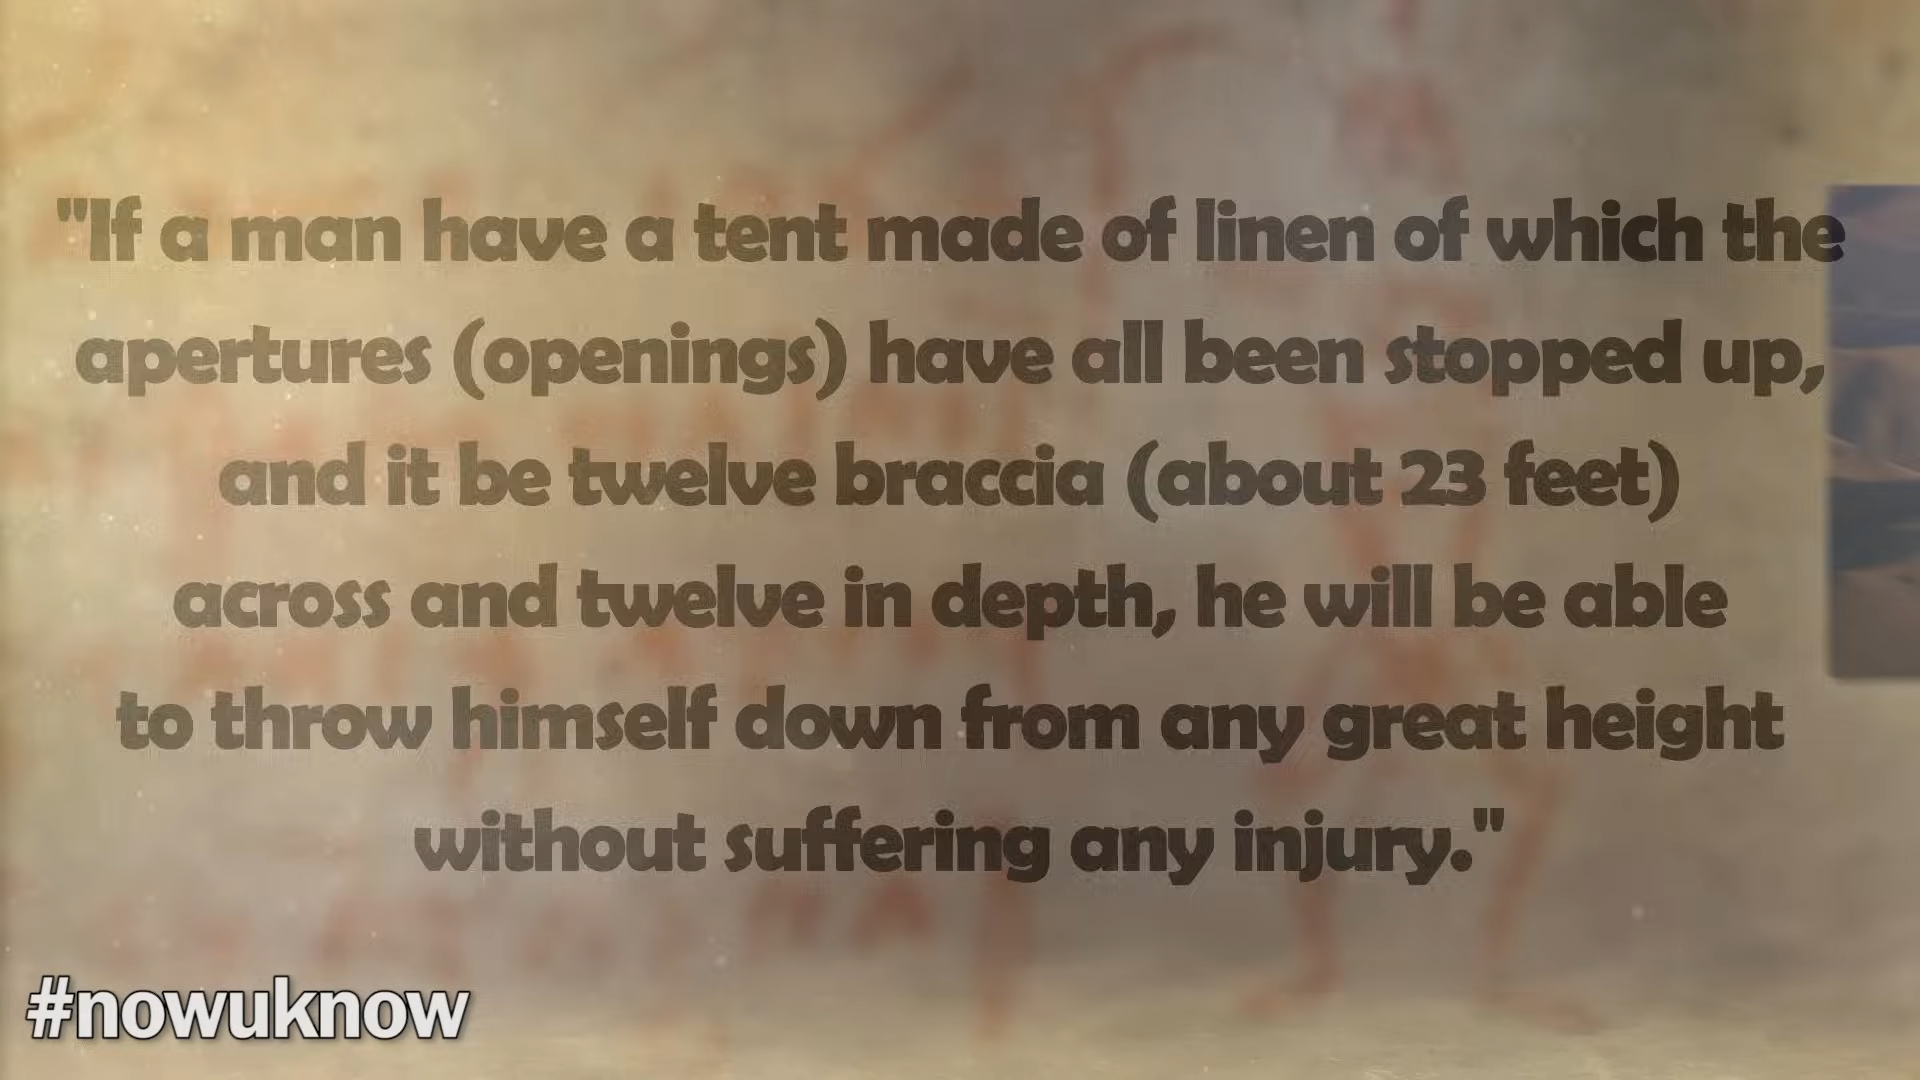 "If a man have a tent made of linen of which the
apertures (openings) have all been stopped up,
and it be twelve braccia (about 23 feet)
across and twelve in depth, he will be able
to throw himself down from any great height
without suffering any injury."
#nowuknow